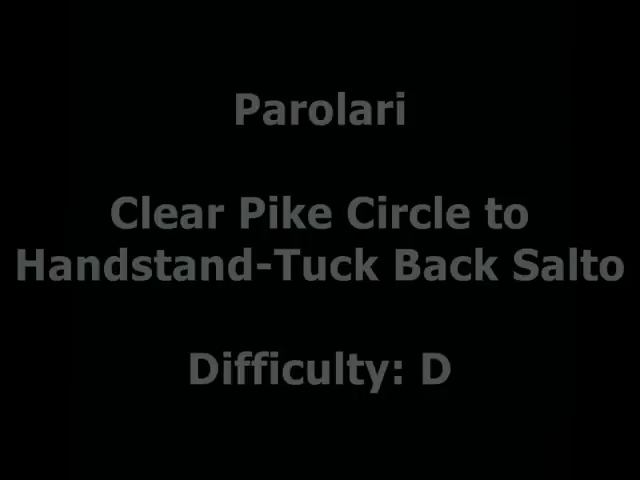 Parolari
Clear Pike Circle to
Handstand-Tuck Back Salto
Difficulty: D